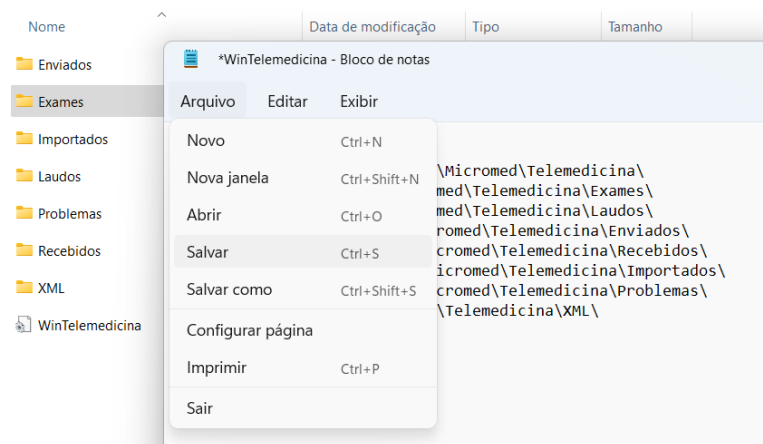 Nome Data de modificação Tipo Tamanho
Enviados
Exames
Importados
Laudos
Problemas
Recebidos
XML
WinTelemedicina
*WinTelemedicina - Bloco de notas
Arquivo Editar Exibir
Novo Ctrl+N
Nova janela Ctrl+Shift+N
Abrir Ctrl+O
Salvar Ctrl+S
Salvar como Ctrl+Shift+S
Configurar página
Imprimir Ctrl+P
Sair
\Micromed\Telemedicina\
med\Telemedicina\Exames\
med\Telemedicina\Laudos\
romed\Telemedicina\Enviados\
cromed\Telemedicina\Recebidos\
icromed\Telemedicina\Importados\
cromed\Telemedicina\Problemas\
\Telemedicina\XML\